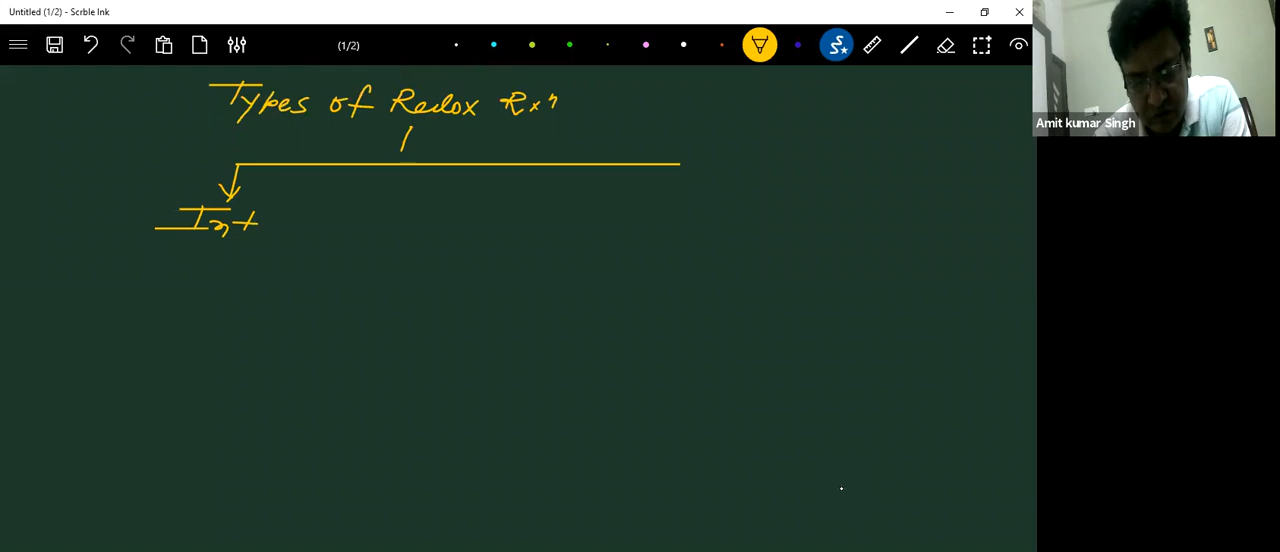 Untitled (1/2) - Scrble Ink
(1/2)
Types of Redox Rxn
Int
Amit kumar Singh